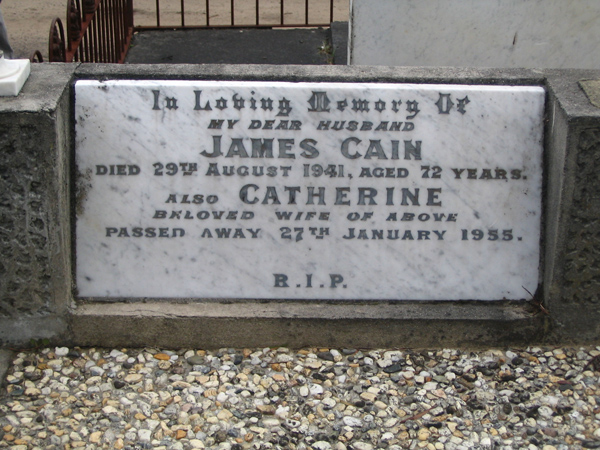 In Loving Memory Of
MY DEAR HUSBAND
JAMES CAIN
DIED 29TH AUGUST 1941, AGED 72 YEARS.
ALSO CATHERINE
BELOVED WIFE OF ABOVE
PASSED AWAY 27TH JANUARY 1955.
R.I.P.